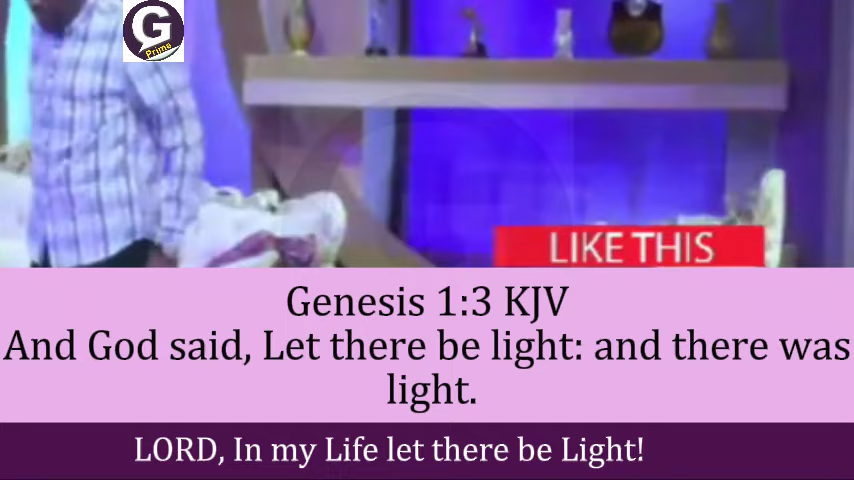 G
Prime
LIKE THIS
Genesis 1:3 KJV
And God said, Let there be light: and there was
light.
LORD, In my Life let there be Light!